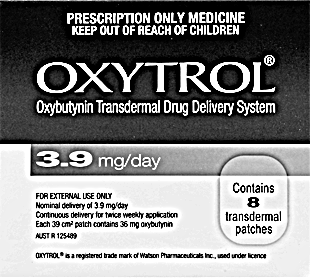 PRESCRIPTION ONLY MEDICINE
KEEP OUT OF REACH OF CHILDREN
OXYTROL®
Oxybutynin Transdermal Drug Delivery System
3.9 mg/day
FOR EXTERNAL USE ONLY
Nominal delivery of 3.9 mg/day
Continuous delivery for twice weekly application
Each 39 cm² patch contains 36 mg oxybutynin
AUST R 125489
Contains
8
transdermal
patches
OXYTROL® is a registered trade mark of Watson Pharmaceuticals Inc., used under licence